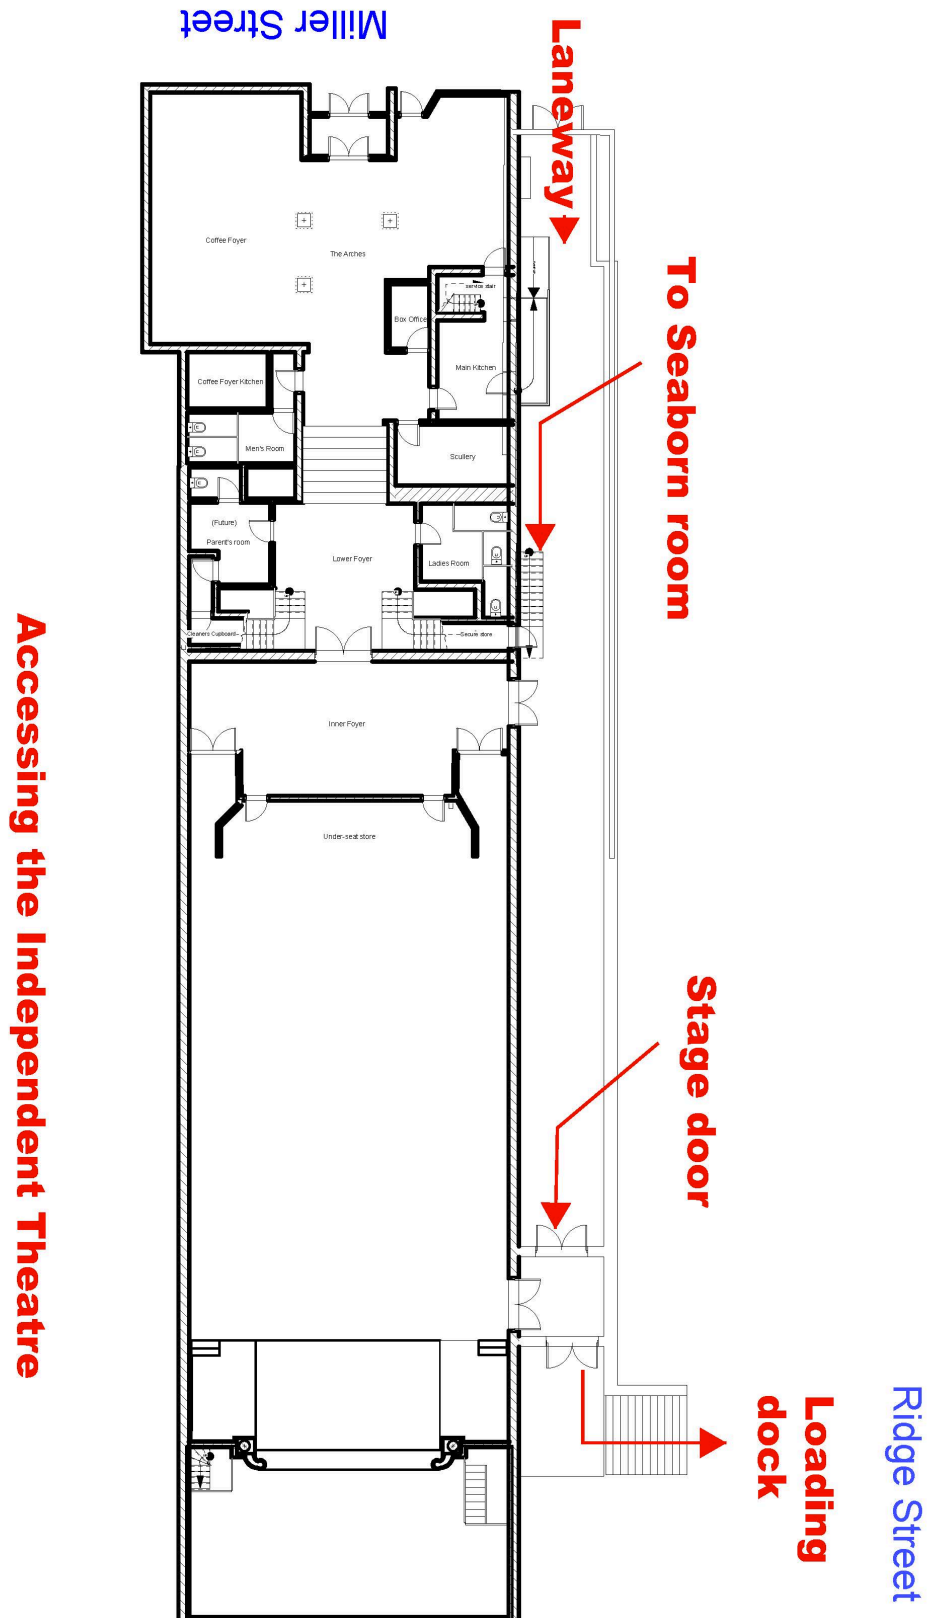 Miller Street
Laneway
Coffee Foyer
The Arches
To Seaborn room
service stair
Box Office
Main Kitchen
Coffee Foyer Kitchen
Men's Room
Scullery
(Future)
Parent's room
Lower Foyer
Ladies Room
Cleaners Cupboard
Secure store
Accessing the Independent Theatre
Inner Foyer
Under-seat store
Stage door
Loading
dock
Ridge Street